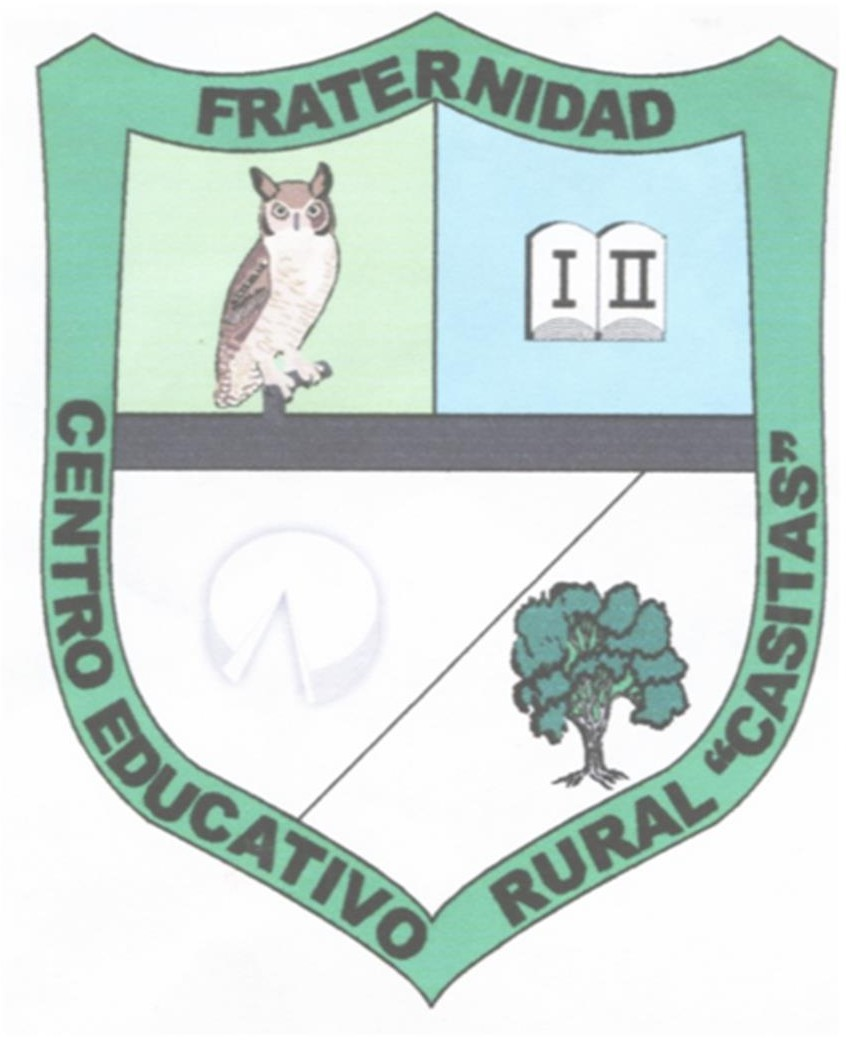 FRATERNIDAD
I II
CENTRO EDUCATIVO RURAL "CASITAS"